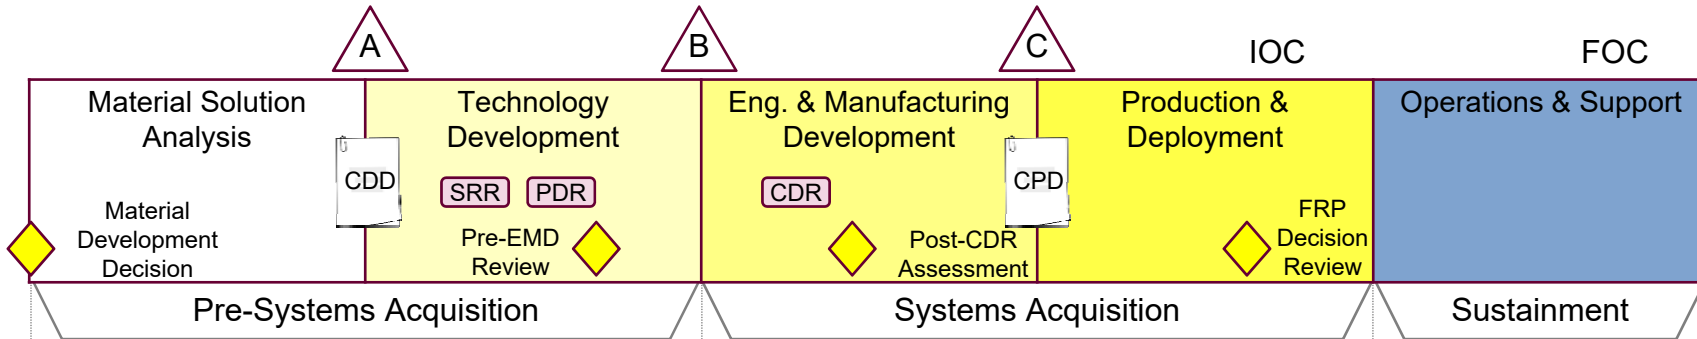 A
B
C
IOC
FOC
Material Solution
Analysis
Technology
Development
Eng. & Manufacturing
Development
Production &
Deployment
Operations & Support
CDD
SRR
PDR
CDR
CPD
Material
Development
Decision
Pre-EMD
Review
Post-CDR
Assessment
FRP
Decision
Review
Pre-Systems Acquisition
Systems Acquisition
Sustainment